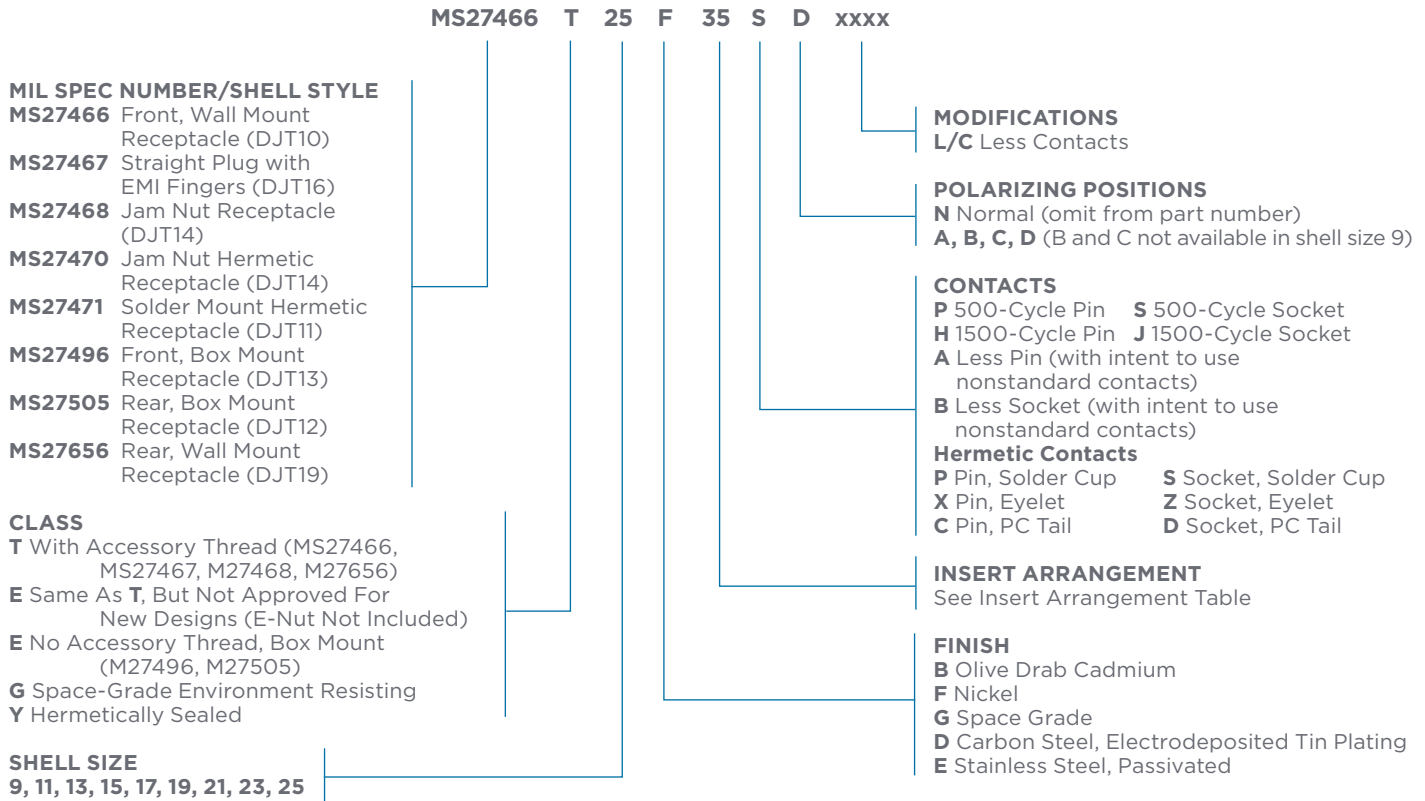 MS27466 T 25 F 35 S D xxxx
MIL SPEC NUMBER/SHELL STYLE
MS27466 Front, Wall Mount
Receptacle (DJT10)
MS27467 Straight Plug with
EMI Fingers (DJT16)
MS27468 Jam Nut Receptacle
(DJT14)
MS27470 Jam Nut Hermetic
Receptacle (DJT14)
MS27471 Solder Mount Hermetic
Receptacle (DJT11)
MS27496 Front, Box Mount
Receptacle (DJT13)
MS27505 Rear, Box Mount
Receptacle (DJT12)
MS27656 Rear, Wall Mount
Receptacle (DJT19)
CLASS
T With Accessory Thread (MS27466,
MS27467, M27468, M27656)
E Same As T, But Not Approved For
New Designs (E-Nut Not Included)
E No Accessory Thread, Box Mount
(M27496, M27505)
G Space-Grade Environment Resisting
Y Hermetically Sealed
SHELL SIZE
9, 11, 13, 15, 17, 19, 21, 23, 25
MODIFICATIONS
L/C Less Contacts
POLARIZING POSITIONS
N Normal (omit from part number)
A, B, C, D (B and C not available in shell size 9)
CONTACTS
P 500-Cycle Pin S 500-Cycle Socket
H 1500-Cycle Pin J 1500-Cycle Socket
A Less Pin (with intent to use
nonstandard contacts)
B Less Socket (with intent to use
nonstandard contacts)
Hermetic Contacts
P Pin, Solder Cup S Socket, Solder Cup
X Pin, Eyelet Z Socket, Eyelet
C Pin, PC Tail D Socket, PC Tail
INSERT ARRANGEMENT
See Insert Arrangement Table
FINISH
B Olive Drab Cadmium
F Nickel
G Space Grade
D Carbon Steel, Electrodeposited Tin Plating
E Stainless Steel, Passivated